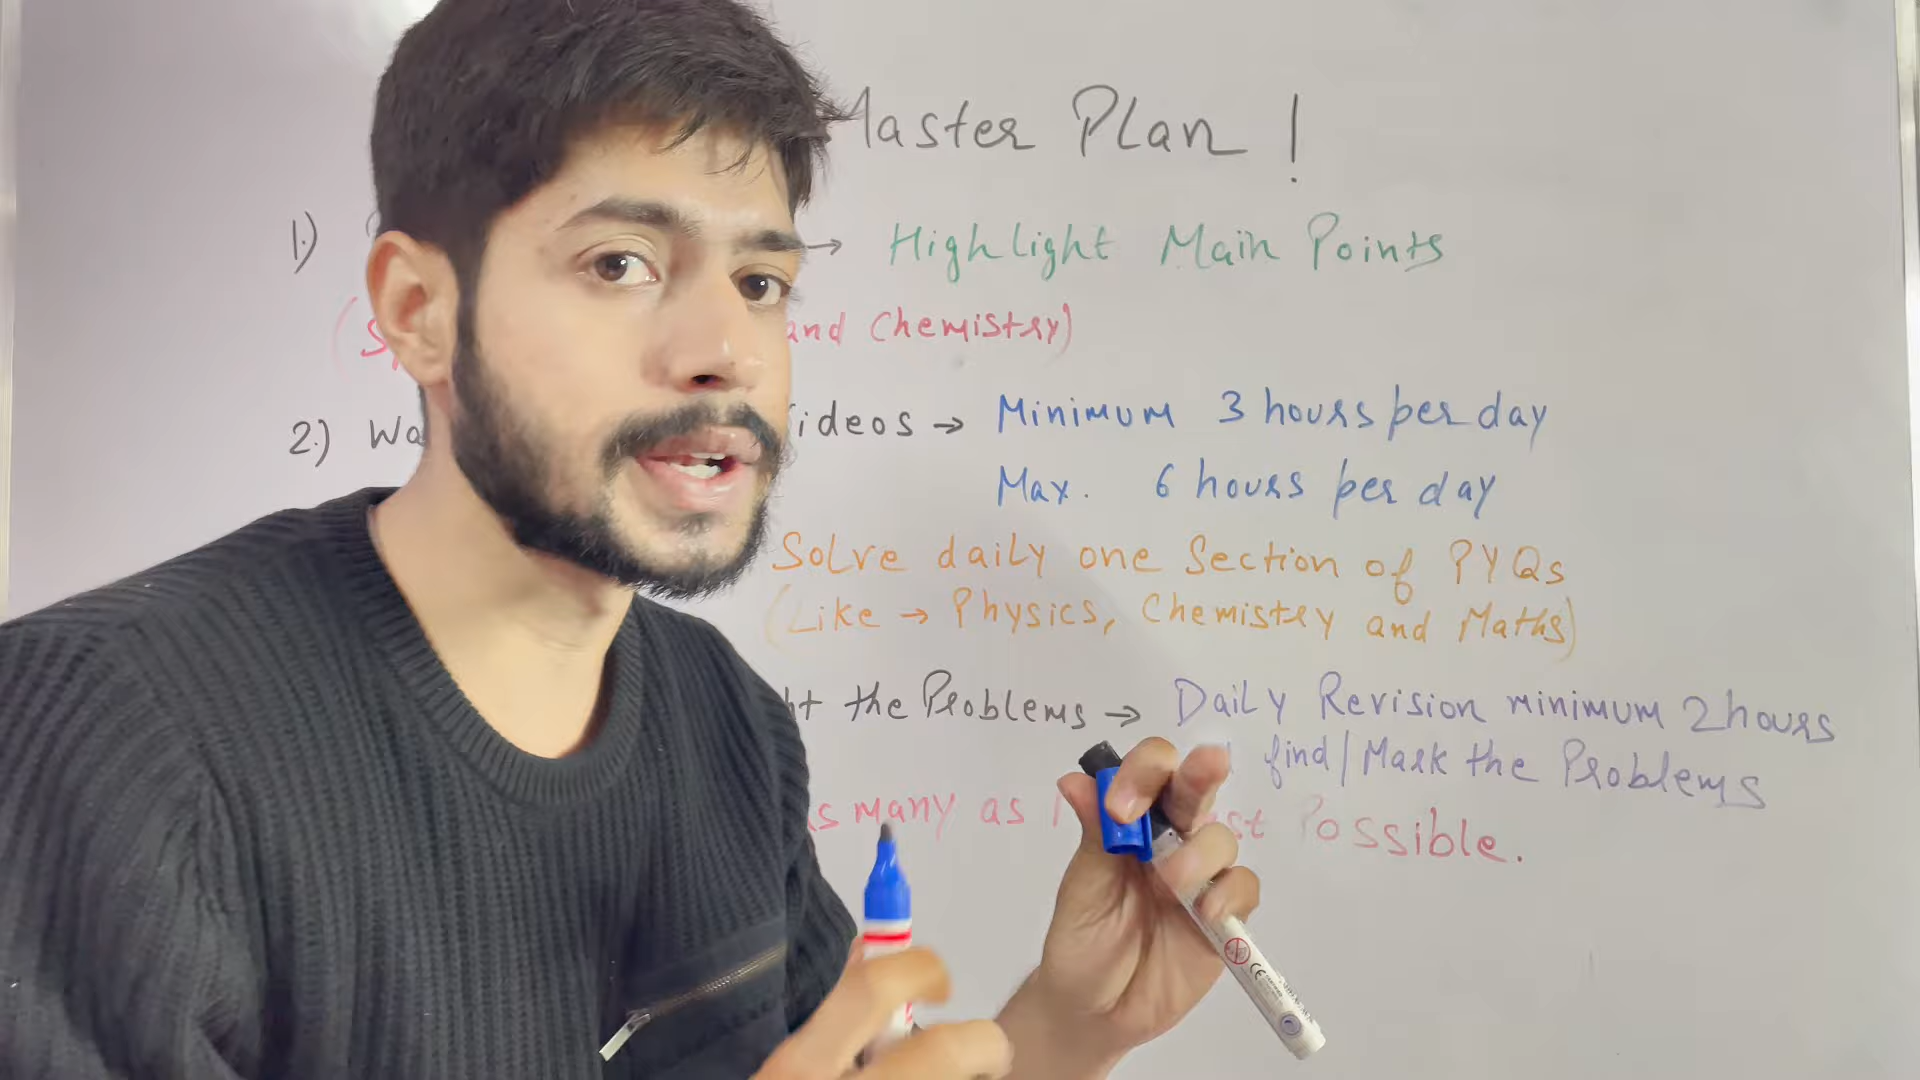 Master Plan !
1.) → Highlight Main Points
and Chemistry)
2.) Videos → Minimum 3 hours per day
Max. 6 hours per day
Solve daily one Section of PYQs
(Like → Physics, Chemistry and Maths)
the Problems → Daily Revision minimum 2 hours
find/Mark the Problems
as many as Possible.
CE